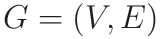 G = (V, E)